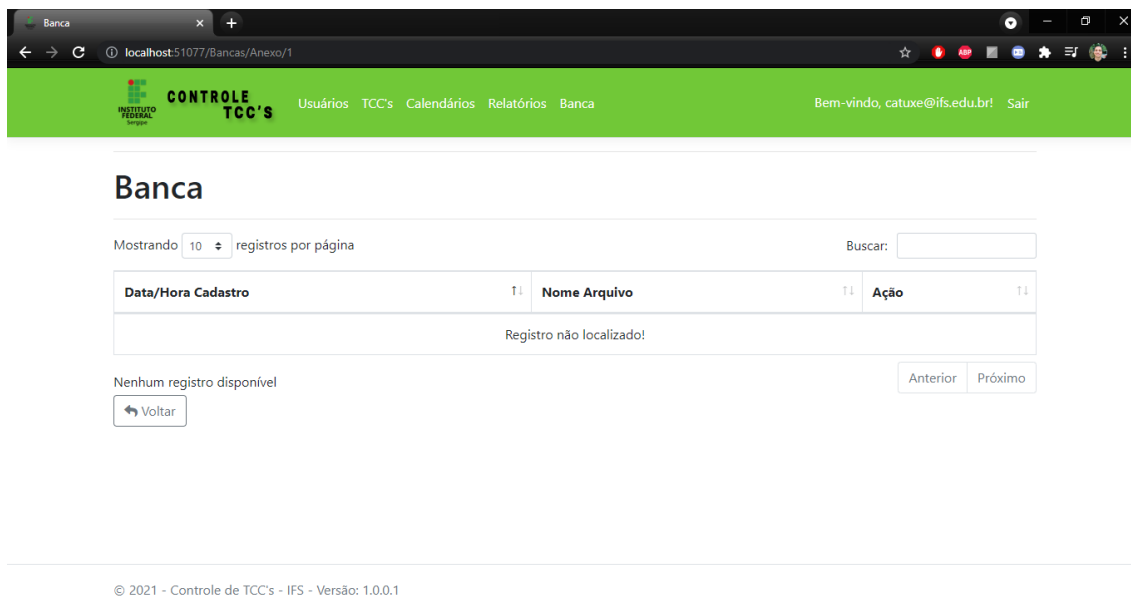 Banca
localhost:51077/Bancas/Anexo/1
ABP
INSTITUTO
FEDERAL
Sergipe
CONTROLE
TCC'S
Usuários TCC's Calendários Relatórios Banca
Bem-vindo, catuxe@ifs.edu.br! Sair
Banca
Mostrando 10 registros por página
Buscar:
Data/Hora Cadastro Nome Arquivo Ação
Registro não localizado!
Nenhum registro disponível
Anterior Próximo
Voltar
© 2021 - Controle de TCC's - IFS - Versão: 1.0.0.1